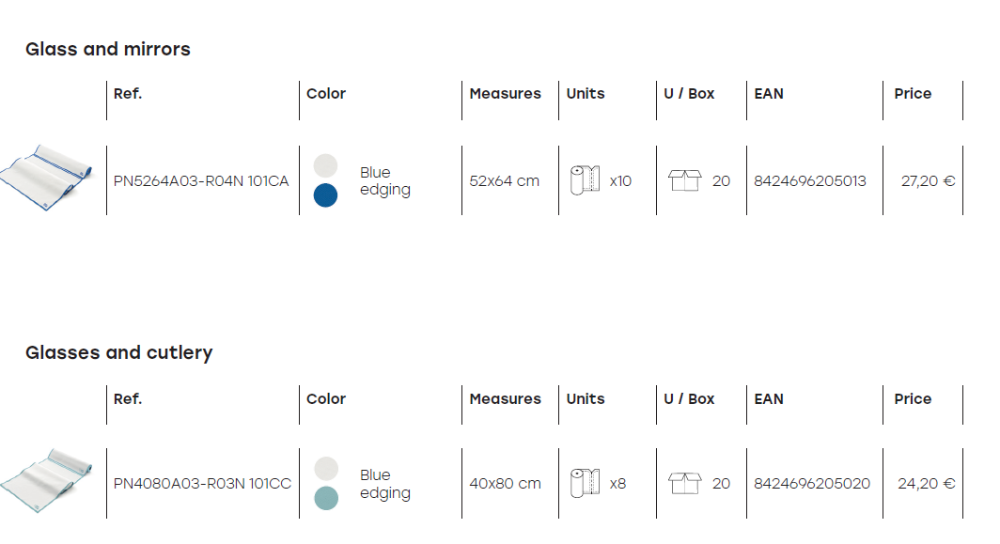 Glass and mirrors
Ref. Color Measures Units U / Box EAN Price
PN5264A03-R04N 101CA Blue edging 52x64 cm x10 20 8424696205013 27,20 €
Glasses and cutlery
Ref. Color Measures Units U / Box EAN Price
PN4080A03-R03N 101CC Blue edging 40x80 cm x8 20 8424696205020 24,20 €